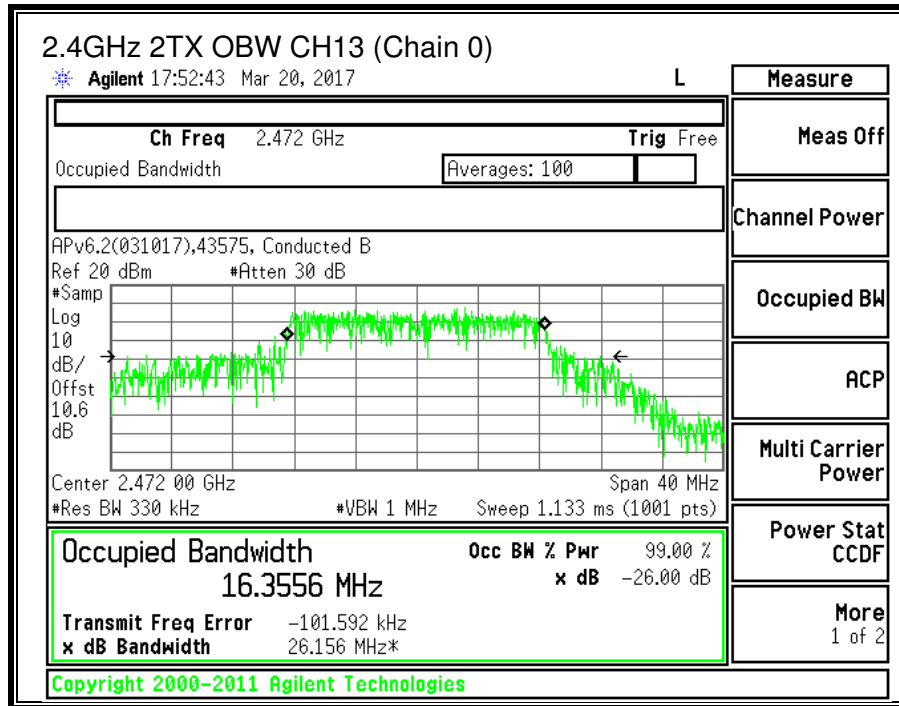 2.4GHz 2TX OBW CH13 (Chain 0)
Agilent 17:52:43 Mar 20, 2017 L
Measure
Ch Freq 2.472 GHz Trig Free
Meas Off
Occupied Bandwidth Averages: 100
Channel Power
APv6.2(031017),43575, Conducted B
Ref 20 dBm #Atten 30 dB
#Samp
Log
10
dB/
Offst
10.6
dB
Occupied BW
ACP
Multi Carrier
Power
Center 2.472 00 GHz Span 40 MHz
#Res BW 330 kHz #VBW 1 MHz Sweep 1.133 ms (1001 pts)
Power Stat
CCDF
Occupied Bandwidth Occ BW % Pwr 99.00 %
16.3556 MHz x dB -26.00 dB
Transmit Freq Error -101.592 kHz
x dB Bandwidth 26.156 MHz*
More
1 of 2
Copyright 2000-2011 Agilent Technologies